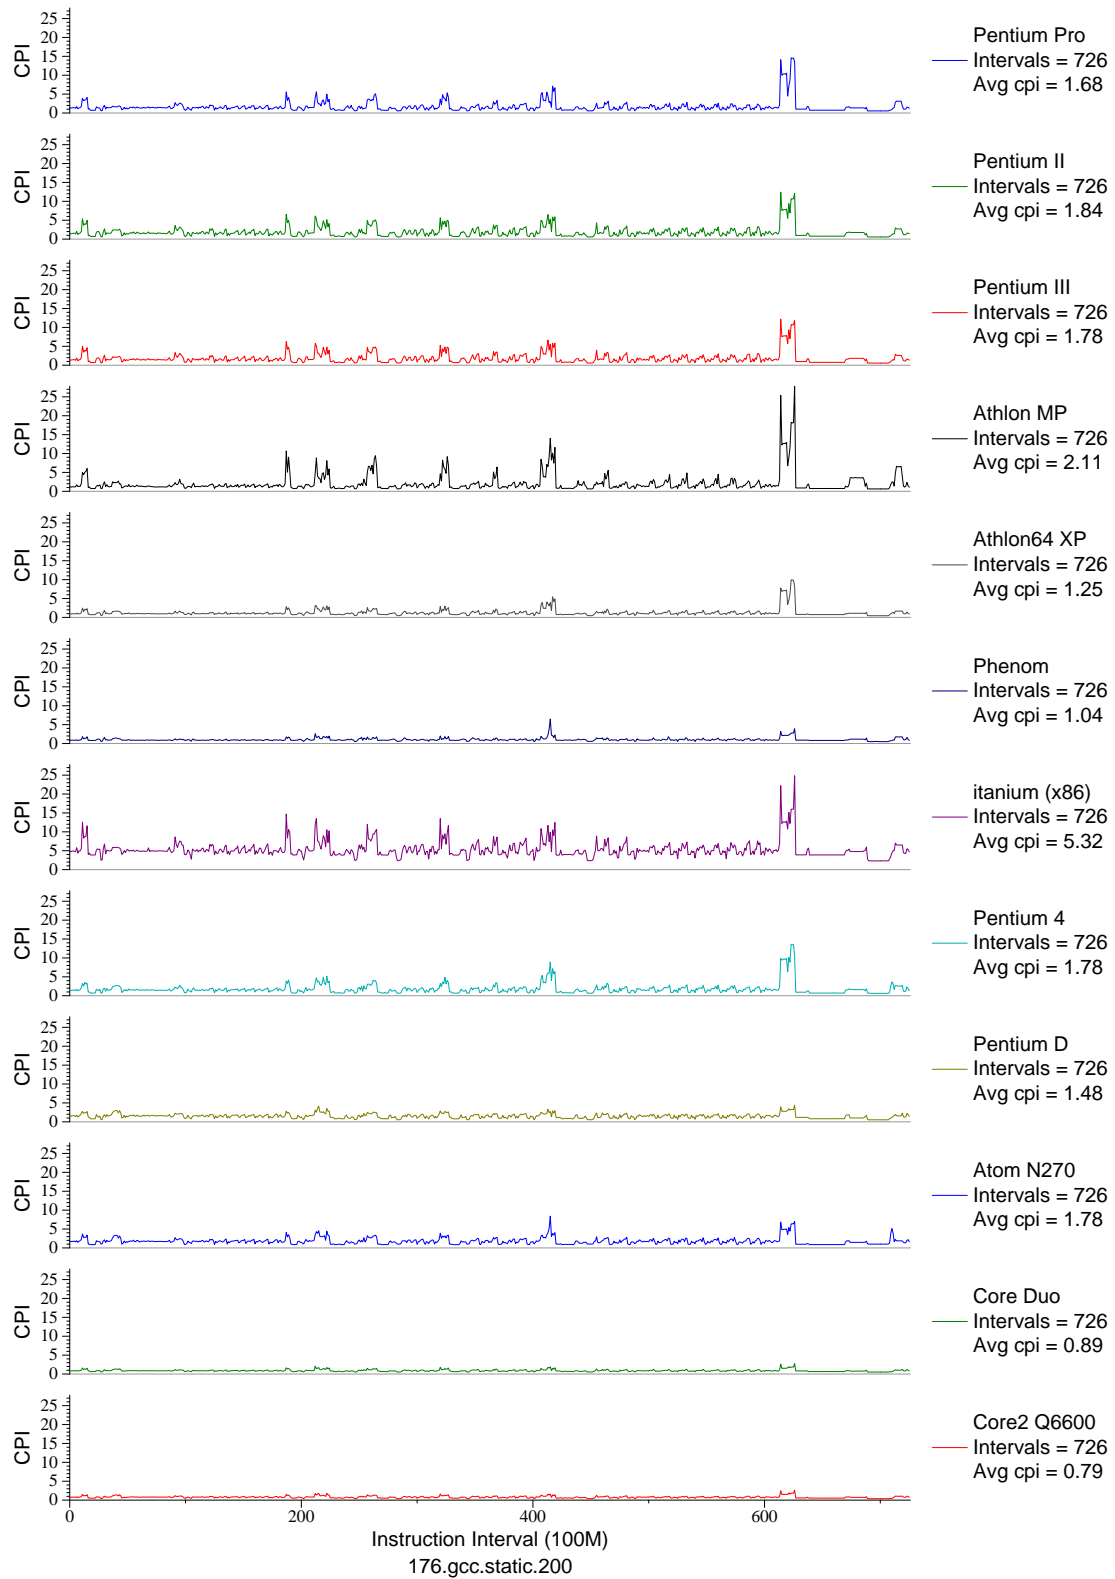 CPI
25
20
15
10
5
0
Pentium Pro
Intervals = 726
Avg cpi = 1.68
CPI
25
20
15
10
5
0
Pentium II
Intervals = 726
Avg cpi = 1.84
CPI
25
20
15
10
5
0
Pentium III
Intervals = 726
Avg cpi = 1.78
CPI
25
20
15
10
5
0
Athlon MP
Intervals = 726
Avg cpi = 2.11
CPI
25
20
15
10
5
0
Athlon64 XP
Intervals = 726
Avg cpi = 1.25
CPI
25
20
15
10
5
0
Phenom
Intervals = 726
Avg cpi = 1.04
CPI
25
20
15
10
5
0
itanium (x86)
Intervals = 726
Avg cpi = 5.32
CPI
25
20
15
10
5
0
Pentium 4
Intervals = 726
Avg cpi = 1.78
CPI
25
20
15
10
5
0
Pentium D
Intervals = 726
Avg cpi = 1.48
CPI
25
20
15
10
5
0
Atom N270
Intervals = 726
Avg cpi = 1.78
CPI
25
20
15
10
5
0
Core Duo
Intervals = 726
Avg cpi = 0.89
CPI
25
20
15
10
5
0
Core2 Q6600
Intervals = 726
Avg cpi = 0.79
0 200 400 600
Instruction Interval (100M)
176.gcc.static.200